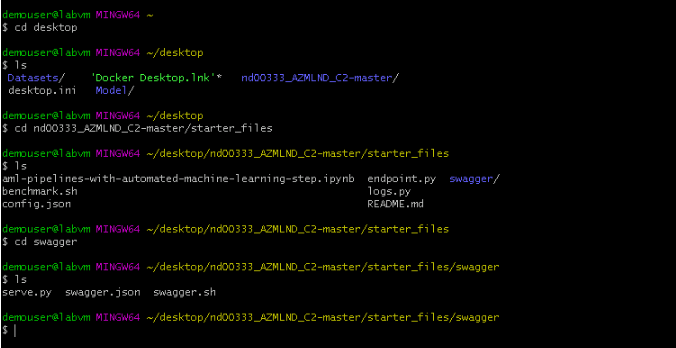 demouser@labvm MINGW64 ~
$ cd desktop
demouser@labvm MINGW64 ~/desktop
$ ls
Datasets/ 'Docker Desktop.lnk'* nd00333_AZMLND_C2-master/
desktop.ini Model/
demouser@labvm MINGW64 ~/desktop
$ cd nd00333_AZMLND_C2-master/starter_files
demouser@labvm MINGW64 ~/desktop/nd00333_AZMLND_C2-master/starter_files
$ ls
aml-pipelines-with-automated-machine-learning-step.ipynb endpoint.py swagger/
benchmark.sh logs.py
config.json README.md
demouser@labvm MINGW64 ~/desktop/nd00333_AZMLND_C2-master/starter_files
$ cd swagger
demouser@labvm MINGW64 ~/desktop/nd00333_AZMLND_C2-master/starter_files/swagger
$ ls
serve.py swagger.json swagger.sh
demouser@labvm MINGW64 ~/desktop/nd00333_AZMLND_C2-master/starter_files/swagger
$